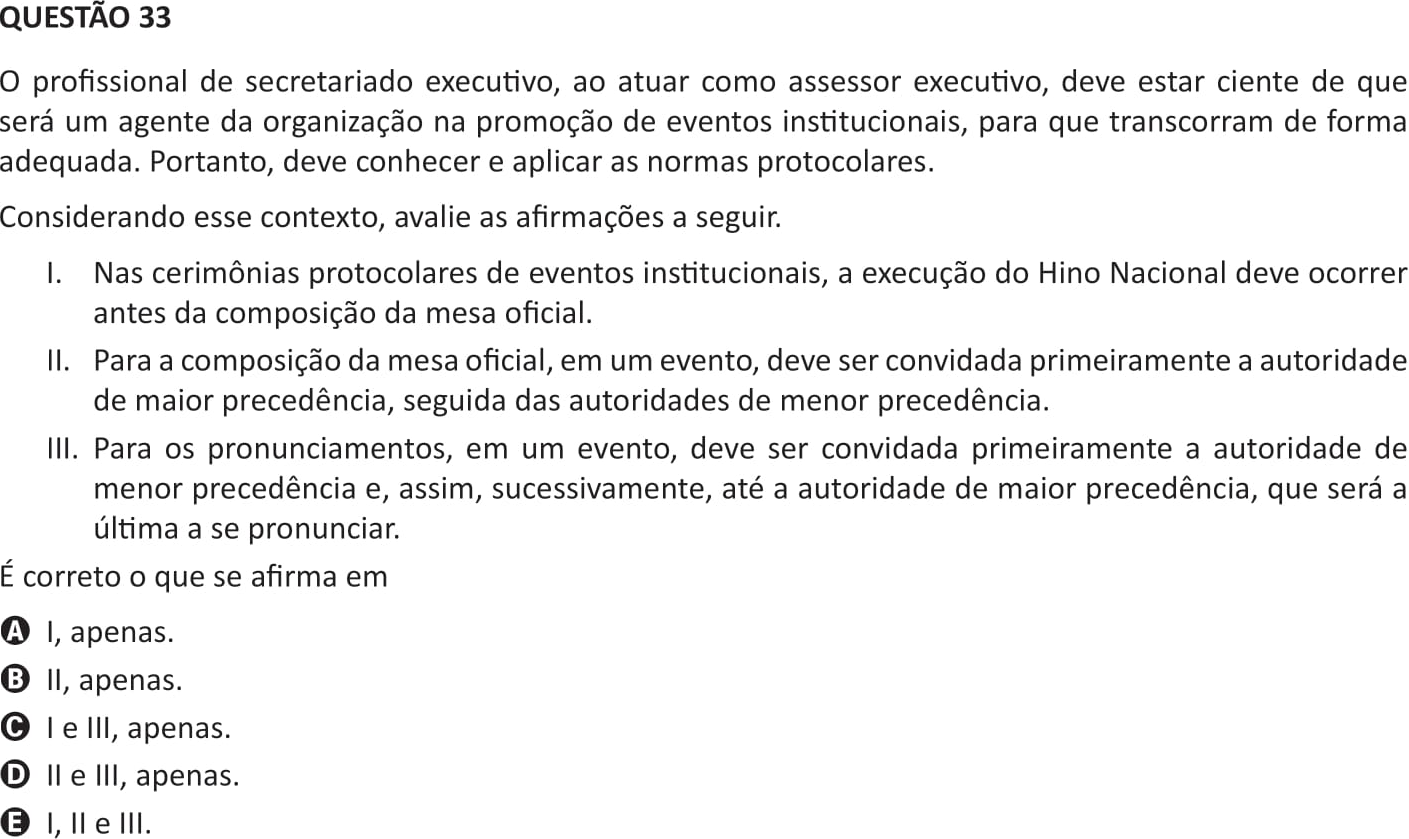 QUESTÃO 33
O profissional de secretariado executivo, ao atuar como assessor executivo, deve estar ciente de que
será um agente da organização na promoção de eventos institucionais, para que transcorram de forma
adequada. Portanto, deve conhecer e aplicar as normas protocolares.
Considerando esse contexto, avalie as afirmações a seguir.
I. Nas cerimônias protocolares de eventos institucionais, a execução do Hino Nacional deve ocorrer
antes da composição da mesa oficial.
II. Para a composição da mesa oficial, em um evento, deve ser convidada primeiramente a autoridade
de maior precedência, seguida das autoridades de menor precedência.
III. Para os pronunciamentos, em um evento, deve ser convidada primeiramente a autoridade de
menor precedência e, assim, sucessivamente, até a autoridade de maior precedência, que será a
última a se pronunciar.
É correto o que se afirma em
A I, apenas.
B II, apenas.
C I e III, apenas.
D II e III, apenas.
E I, II e III.